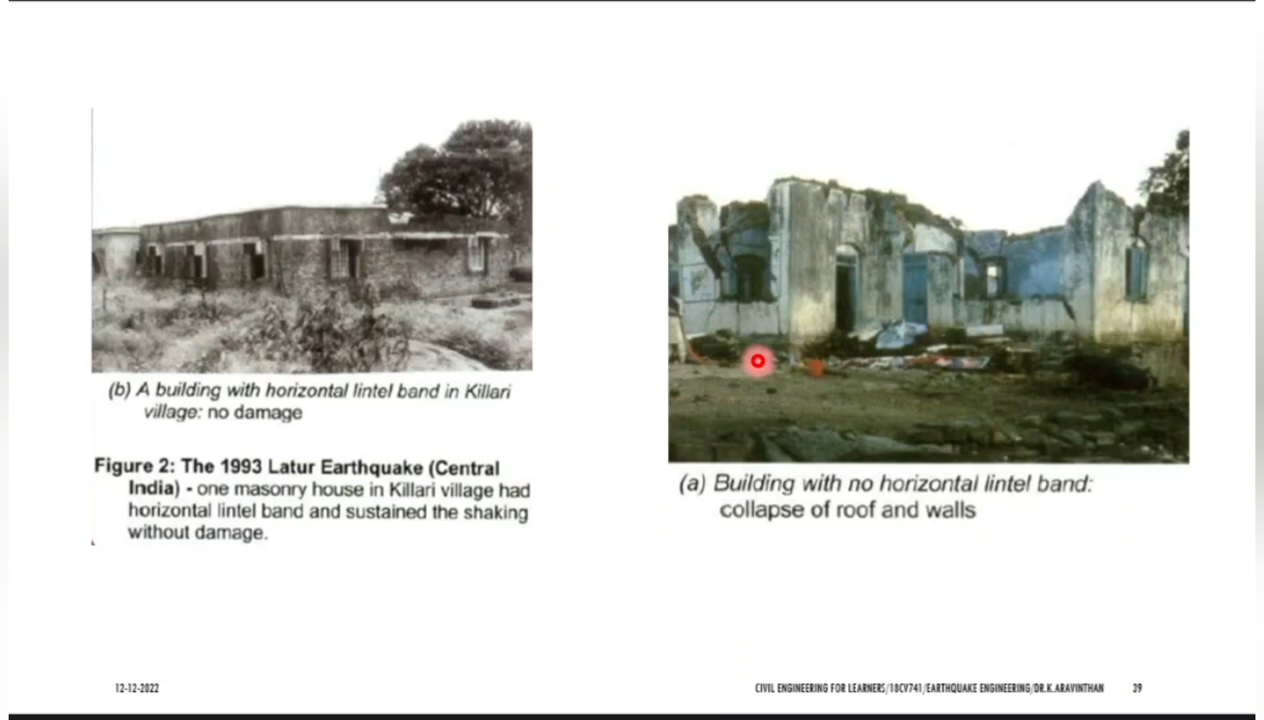 (b) A building with horizontal lintel band in Killari
village: no damage
Figure 2: The 1993 Latur Earthquake (Central
India) - one masonry house in Killari village had
horizontal lintel band and sustained the shaking
without damage.
(a) Building with no horizontal lintel band:
collapse of roof and walls
12-12-2022
CIVIL ENGINEERING FOR LEARNERS/18CV741/EARTHQUAKE ENGINEERING/DR.K.ARAVINTHAN
39